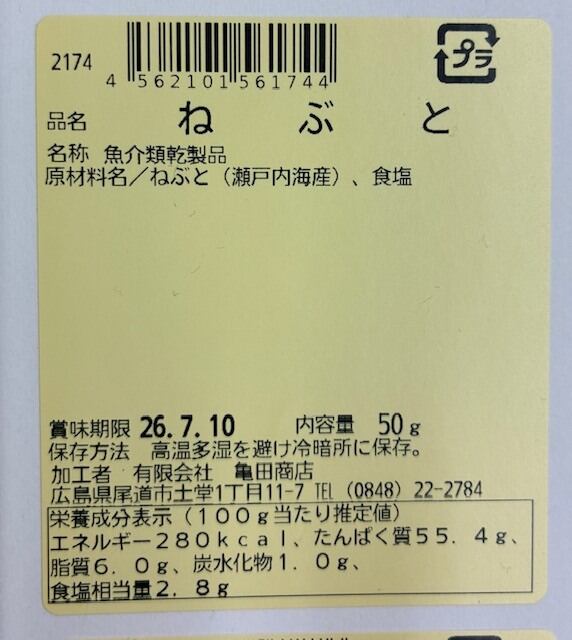 2174
4 562101 561744
プラ
品名 ねぶと
名称 魚介類乾製品
原材料名／ねぶと（瀬戸内海産）、食塩
賞味期限 26.7.10 内容量 50g
保存方法 高温多湿を避け冷暗所に保存。
加工者 有限会社 亀田商店
広島県尾道市土堂1丁目11-7 TEL（0848）22-2784
栄養成分表示（100g当たり推定値）
エネルギー280kcal、たんぱく質55.4g、
脂質6.0g、炭水化物1.0g、
食塩相当量2.8g